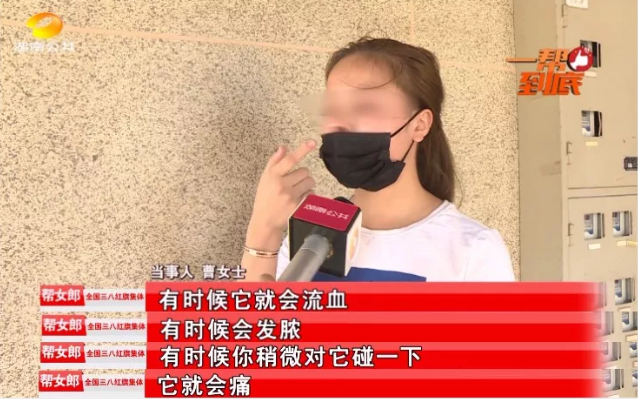 湖南公共
一帮
到底
湖南公共
当事人 曹女士
帮女郎 全国三八红旗集体 有时候它就会流血
帮女郎 全国三八红旗集体 有时候会发脓
帮女郎 全国三八红旗集体 有时候你稍微对它碰一下
帮女郎 全国三八红旗集体 它就会痛